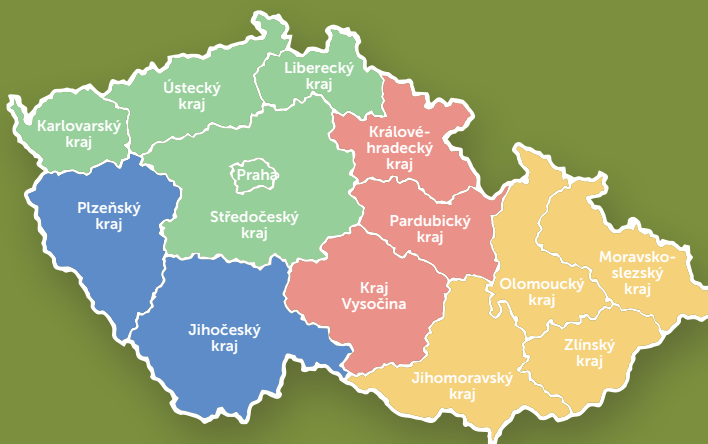 Liberecký
kraj
Ústecký
kraj
Karlovarský
kraj
Králové-
hradecký
kraj
Praha
Plzeňský
kraj
Středočeský
kraj
Pardubický
kraj
Moravsko-
slezský
kraj
Olomoucký
kraj
Kraj
Vysočina
Jihočeský
kraj
Zlínský
kraj
Jihomoravský
kraj